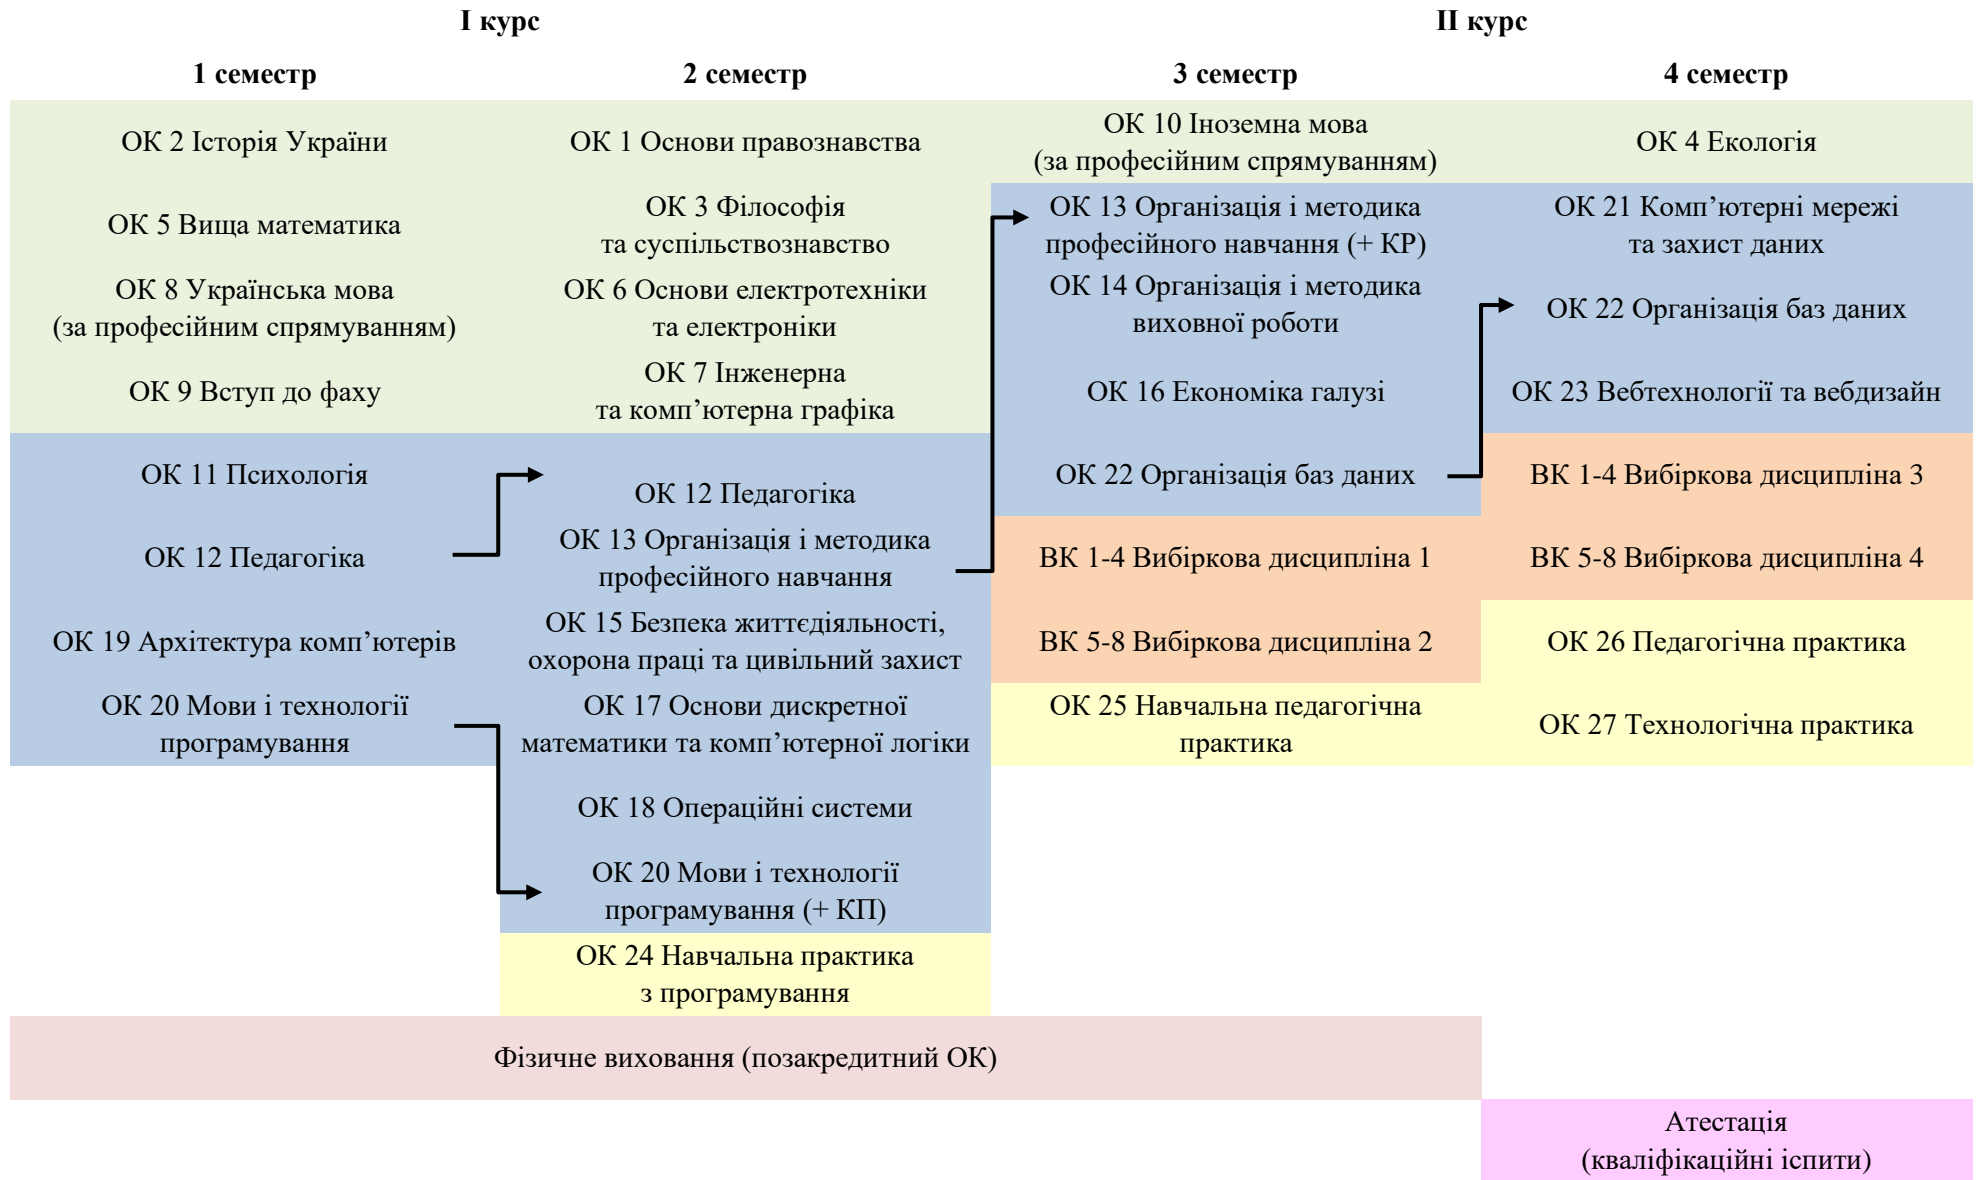 І курс
ІІ курс
1 семестр
2 семестр
3 семестр
4 семестр
ОК 2 Історія України
ОК 5 Вища математика
ОК 8 Українська мова
(за професійним спрямуванням)
ОК 9 Вступ до фаху
ОК 11 Психологія
ОК 12 Педагогіка
ОК 19 Архітектура комп’ютерів
ОК 20 Мови і технології
програмування
ОК 1 Основи правознавства
ОК 3 Філософія
та суспільствознавство
ОК 6 Основи електротехніки
та електроніки
ОК 7 Інженерна
та комп’ютерна графіка
ОК 12 Педагогіка
ОК 13 Організація і методика
професійного навчання
ОК 15 Безпека життєдіяльності,
охорона праці та цивільний захист
ОК 17 Основи дискретної
математики та комп’ютерної логіки
ОК 18 Операційні системи
ОК 20 Мови і технології
програмування (+ КП)
ОК 24 Навчальна практика
з програмування
ОК 10 Іноземна мова
(за професійним спрямуванням)
ОК 13 Організація і методика
професійного навчання (+ КР)
ОК 14 Організація і методика
виховної роботи
ОК 16 Економіка галузі
ОК 22 Організація баз даних
ВК 1-4 Вибіркова дисципліна 1
ВК 5-8 Вибіркова дисципліна 2
ОК 25 Навчальна педагогічна
практика
ОК 4 Екологія
ОК 21 Комп’ютерні мережі
та захист даних
ОК 22 Організація баз даних
ОК 23 Вебтехнології та вебдизайн
ВК 1-4 Вибіркова дисципліна 3
ВК 5-8 Вибіркова дисципліна 4
ОК 26 Педагогічна практика
ОК 27 Технологічна практика
Фізичне виховання (позакредитний ОК)
Атестація
(кваліфікаційні іспити)